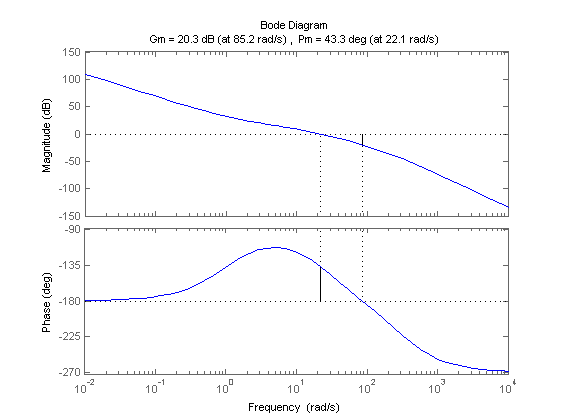 Bode Diagram
Gm = 20.3 dB (at 85.2 rad/s) , Pm = 43.3 deg (at 22.1 rad/s)
150
100
50
0
-50
-100
-150
Magnitude (dB)
-90
-135
-180
-225
-270
Phase (deg)
10^-2 10^-1 10^0 10^1 10^2 10^3 10^4
Frequency (rad/s)